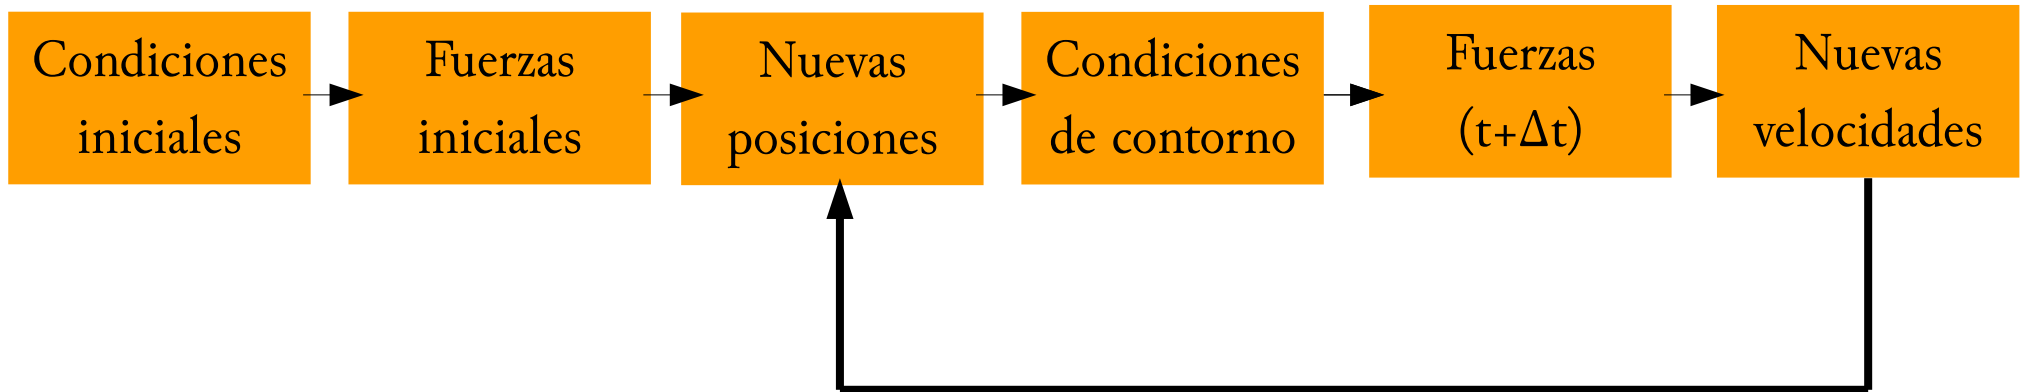 Condiciones
iniciales
Fuerzas
iniciales
Nuevas
posiciones
Condiciones
de contorno
Fuerzas
(t+Δt)
Nuevas
velocidades